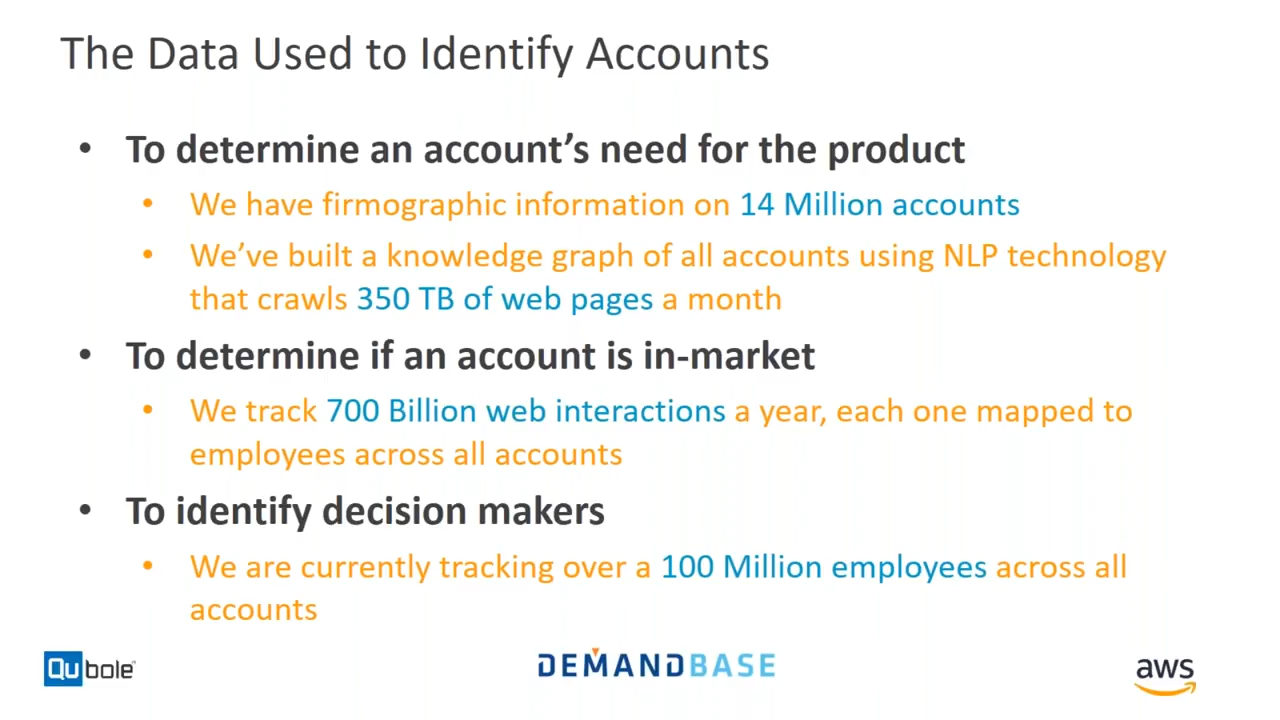 The Data Used to Identify Accounts
• To determine an account’s need for the product
• We have firmographic information on 14 Million accounts
• We’ve built a knowledge graph of all accounts using NLP technology
that crawls 350 TB of web pages a month
• To determine if an account is in-market
• We track 700 Billion web interactions a year, each one mapped to
employees across all accounts
• To identify decision makers
• We are currently tracking over a 100 Million employees across all
accounts
Qubole
DEMANDBASE
aws